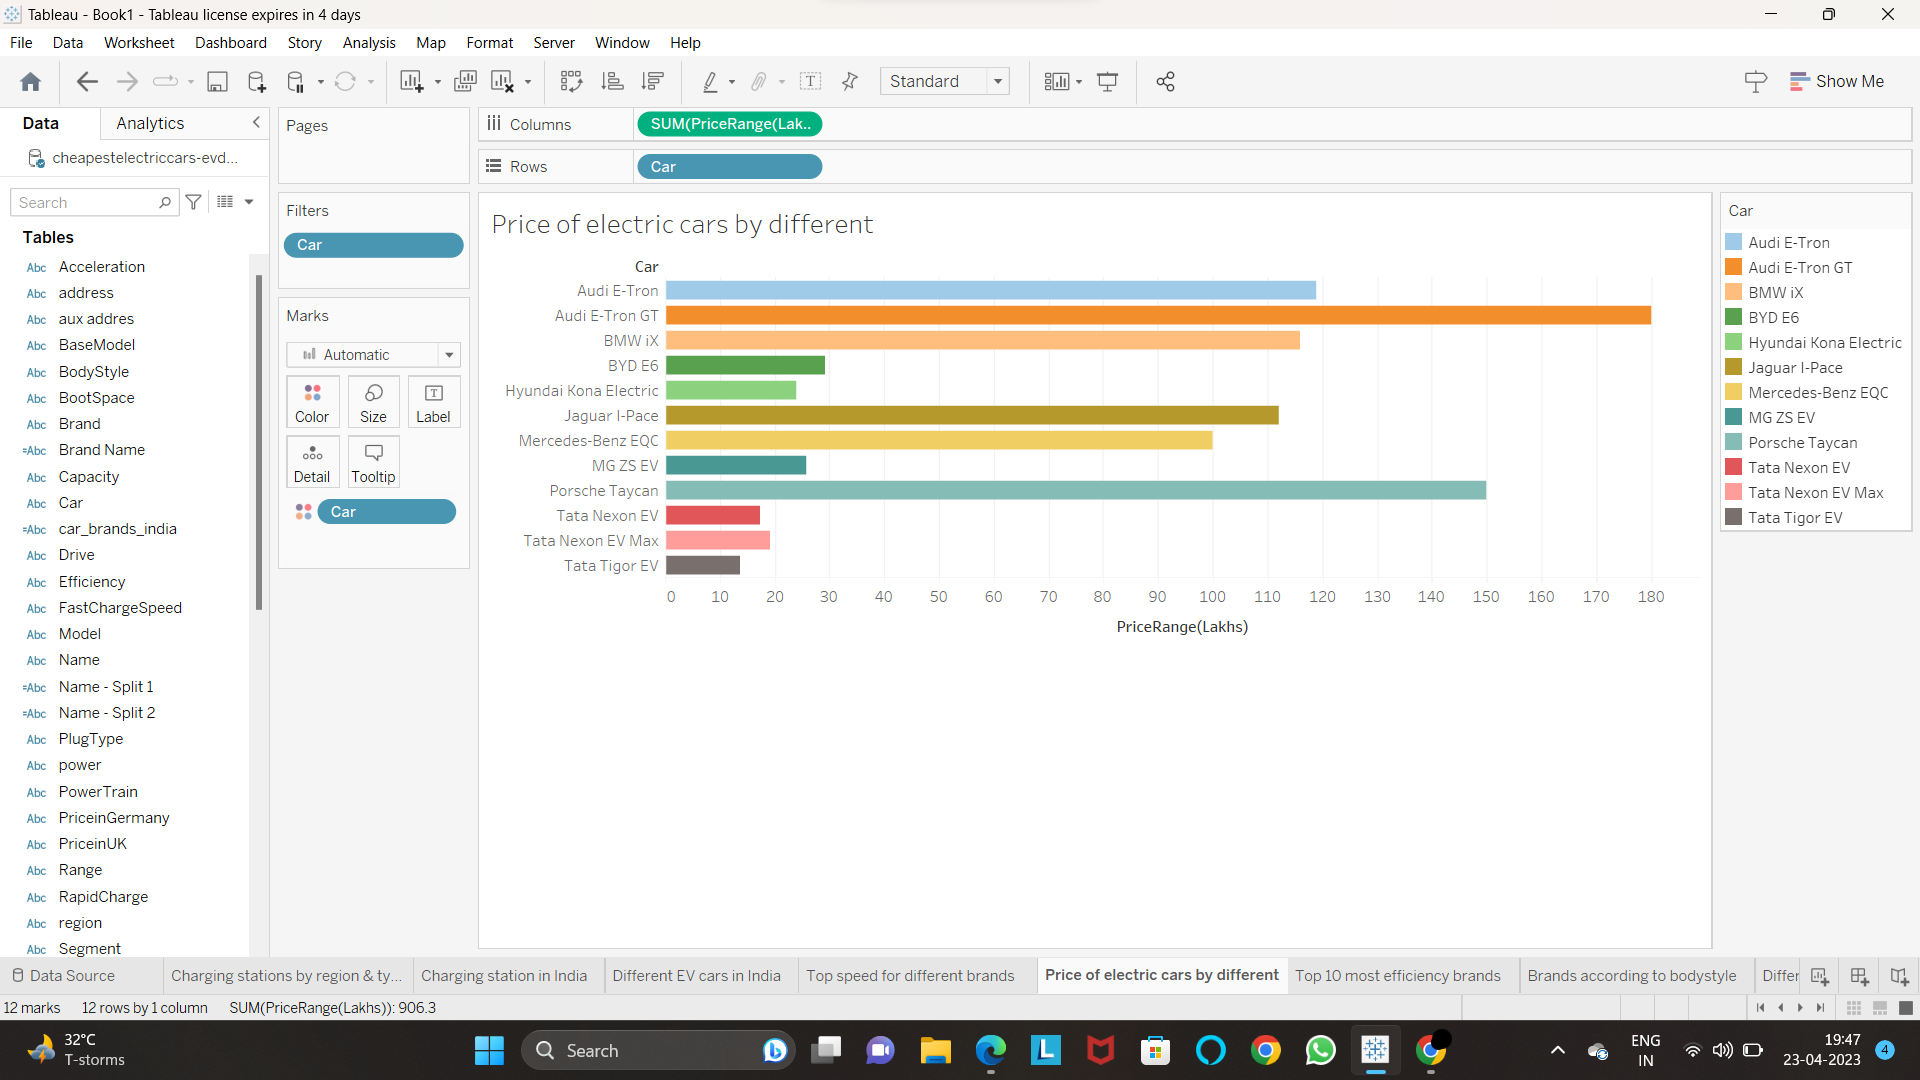 Tableau - Book1 - Tableau license expires in 4 days
File Data Worksheet Dashboard Story Analysis Map Format Server Window Help
Standard
Show Me
Data Analytics
cheapestelectriccars-evd...
Search
Tables
Abc Acceleration
Abc address
Abc aux addres
Abc BaseModel
Abc BodyStyle
Abc BootSpace
Abc Brand
=Abc Brand Name
Abc Capacity
Abc Car
=Abc car_brands_india
Abc Drive
Abc Efficiency
Abc FastChargeSpeed
Abc Model
Abc Name
=Abc Name - Split 1
=Abc Name - Split 2
Abc PlugType
Abc power
Abc PowerTrain
Abc PriceinGermany
Abc PriceinUK
Abc Range
Abc RapidCharge
Abc region
Abc Segment
Pages
Filters
Car
Marks
Automatic
Color Size Label
Detail Tooltip
Car
Columns SUM(PriceRange(Lak..
Rows Car
Price of electric cars by different
Car
Audi E-Tron
Audi E-Tron GT
BMW iX
BYD E6
Hyundai Kona Electric
Jaguar I-Pace
Mercedes-Benz EQC
MG ZS EV
Porsche Taycan
Tata Nexon EV
Tata Nexon EV Max
Tata Tigor EV
0 10 20 30 40 50 60 70 80 90 100 110 120 130 140 150 160 170 180
PriceRange(Lakhs)
Car
Audi E-Tron
Audi E-Tron GT
BMW iX
BYD E6
Hyundai Kona Electric
Jaguar I-Pace
Mercedes-Benz EQC
MG ZS EV
Porsche Taycan
Tata Nexon EV
Tata Nexon EV Max
Tata Tigor EV
Data Source Charging stations by region & ty... Charging station in India Different EV cars in India Top speed for different brands Price of electric cars by different Top 10 most efficiency brands Brands according to bodystyle Differ
12 marks 12 rows by 1 column SUM(PriceRange(Lakhs)): 906.3
32°C
T-storms
Search
L
ENG
IN
19:47
23-04-2023
4